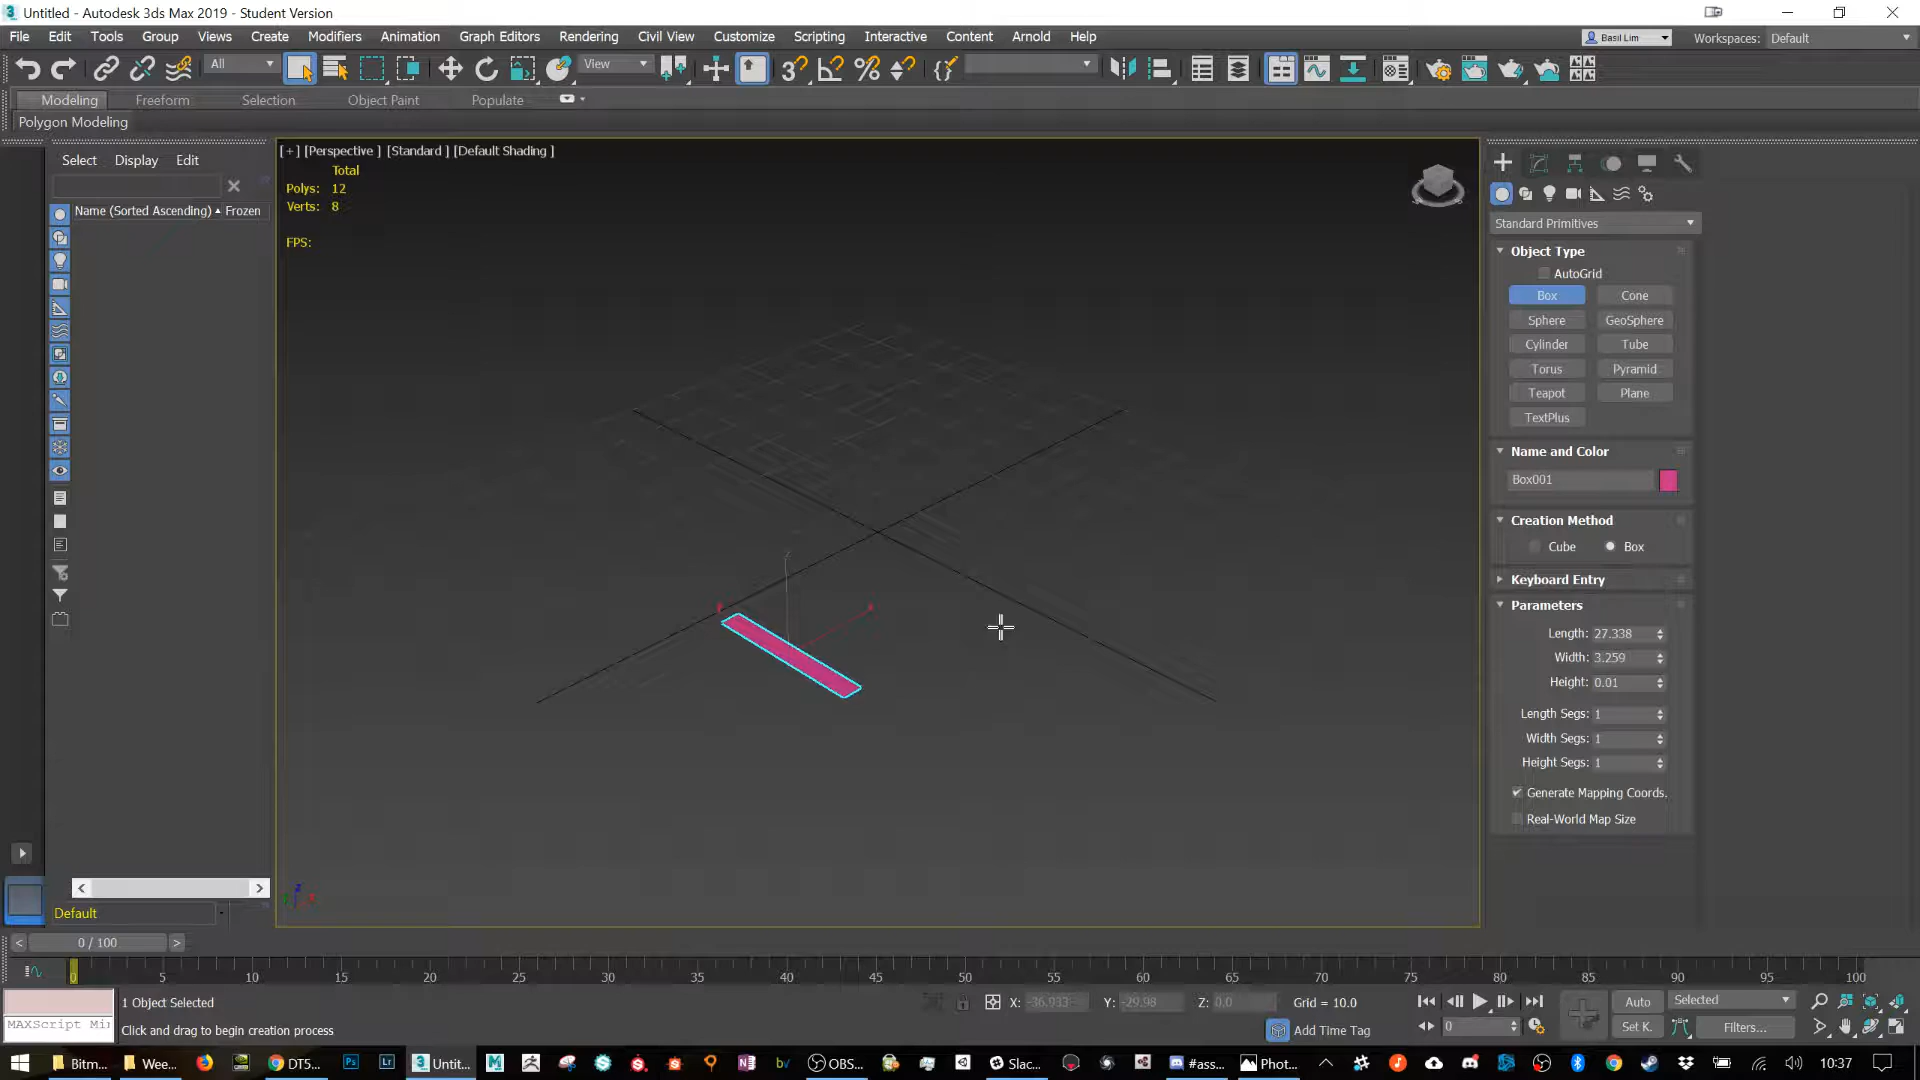 Untitled - Autodesk 3ds Max 2019 - Student Version
File Edit Tools Group Views Create Modifiers Animation Graph Editors Rendering Civil View Customize Scripting Interactive Content Arnold Help
Basil Lim
Workspaces: Default
All
View
Modeling Freeform Selection Object Paint Populate
Polygon Modeling
Select Display Edit
Name (Sorted Ascending) Frozen
[+] [Perspective ] [Standard ] [Default Shading ]
Total
Polys: 12
Verts: 8
FPS:
Standard Primitives
Object Type
AutoGrid
Box Cone
Sphere GeoSphere
Cylinder Tube
Torus Pyramid
Teapot Plane
TextPlus
Name and Color
Box001
Creation Method
Cube Box
Keyboard Entry
Parameters
Length: 27.338
Width: 3.259
Height: 0.01
Length Segs: 1
Width Segs: 1
Height Segs: 1
Generate Mapping Coords.
Real-World Map Size
Default
0 / 100
0 5 10 15 20 25 30 35 40 45 50 55 60 65 70 75 80 85 90 95 100
1 Object Selected
X: -36.933 Y: -29.98 Z: 0.0 Grid = 10.0
Auto Selected
MAXScript Mi
Click and drag to begin creation process
Add Time Tag
0
Set K. Filters...
Bitm... Wee... DT5... Untit... OBS... Slac... #ass... Phot... 10:37